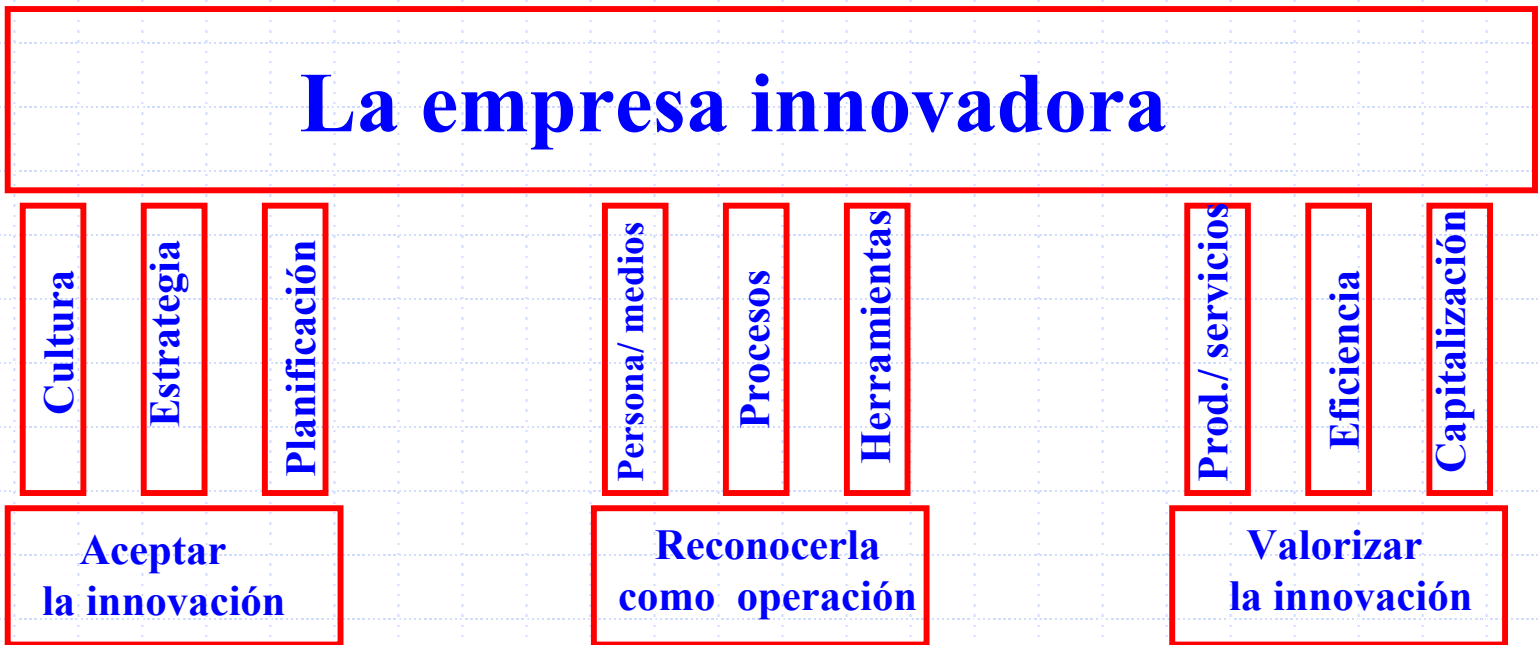 La empresa innovadora
Cultura
Estrategia
Planificación
Persona/ medios
Procesos
Herramientas
Prod./ servicios
Eficiencia
Capitalización
Aceptar
la innovación
Reconocerla
como operación
Valorizar
la innovación